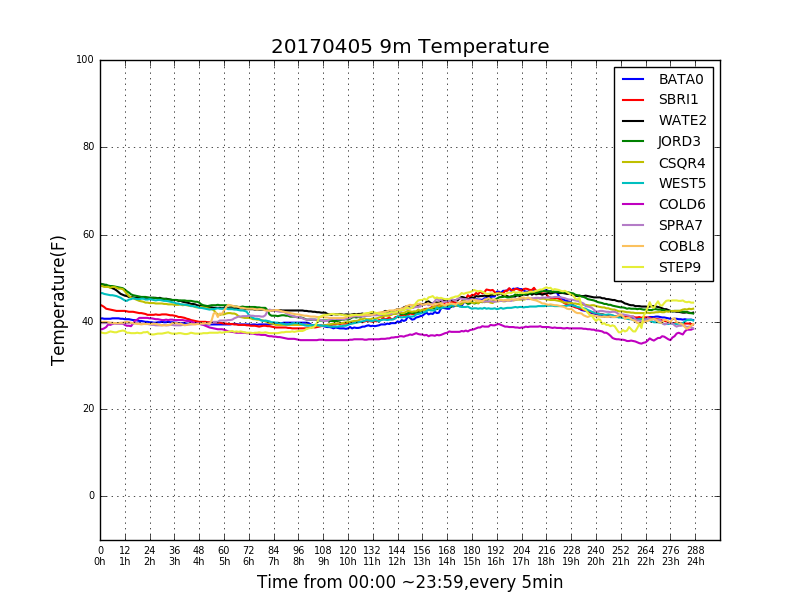 20170405 9m Temperature
100
80
60
40
20
0
Temperature(F)
BATA0
SBRI1
WATE2
JORD3
CSQR4
WEST5
COLD6
SPRA7
COBL8
STEP9
0 12 24 36 48 60 72 84 96 108 120 132 144 156 168 180 192 204 216 228 240 252 264 276 288
0h 1h 2h 3h 4h 5h 6h 7h 8h 9h 10h 11h 12h 13h 14h 15h 16h 17h 18h 19h 20h 21h 22h 23h 24h
Time from 00:00 ~23:59,every 5min